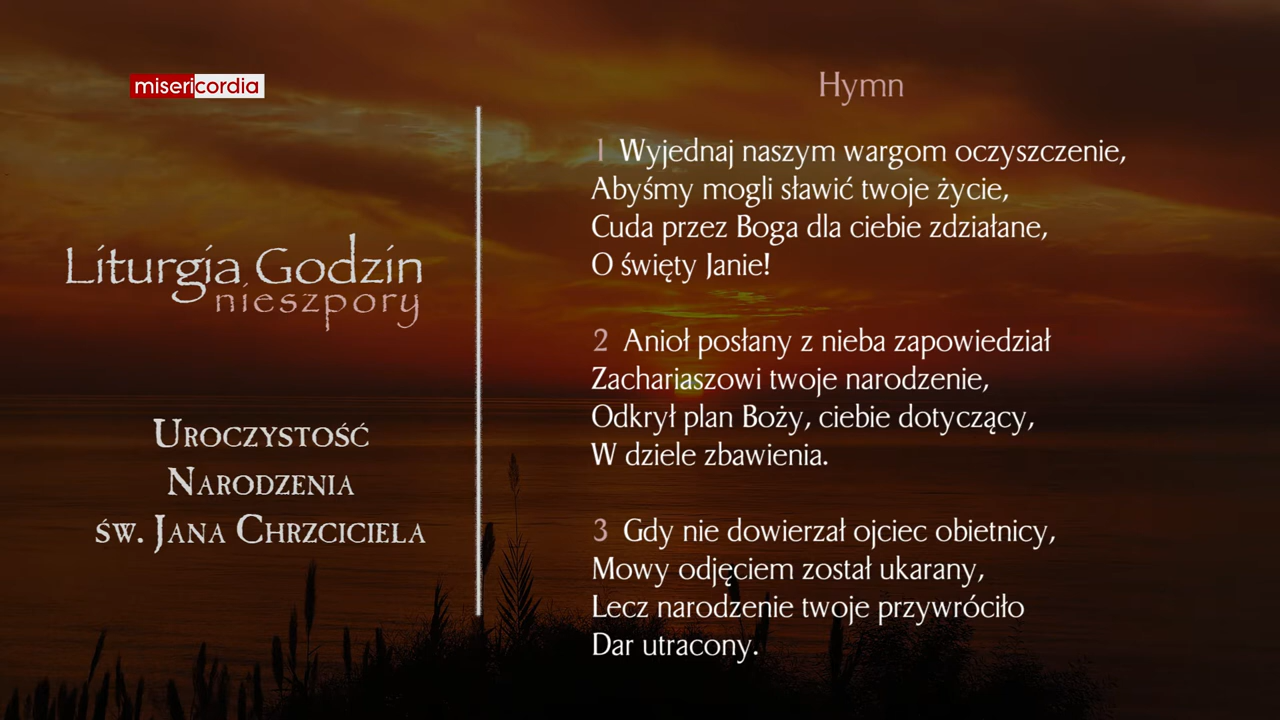 misericordia
Liturgia Godzin
nieszpory
Uroczystość
Narodzenia
św. Jana Chrzciciela
Hymn
1 Wyjednaj naszym wargom oczyszczenie,
Abyśmy mogli sławić twoje życie,
Cuda przez Boga dla ciebie zdziałane,
O święty Janie!
2 Anioł posłany z nieba zapowiedział
Zachariaszowi twoje narodzenie,
Odkrył plan Boży, ciebie dotyczący,
W dziele zbawienia.
3 Gdy nie dowierzał ojciec obietnicy,
Mowy odjęciem został ukarany,
Lecz narodzenie twoje przywróciło
Dar utracony.